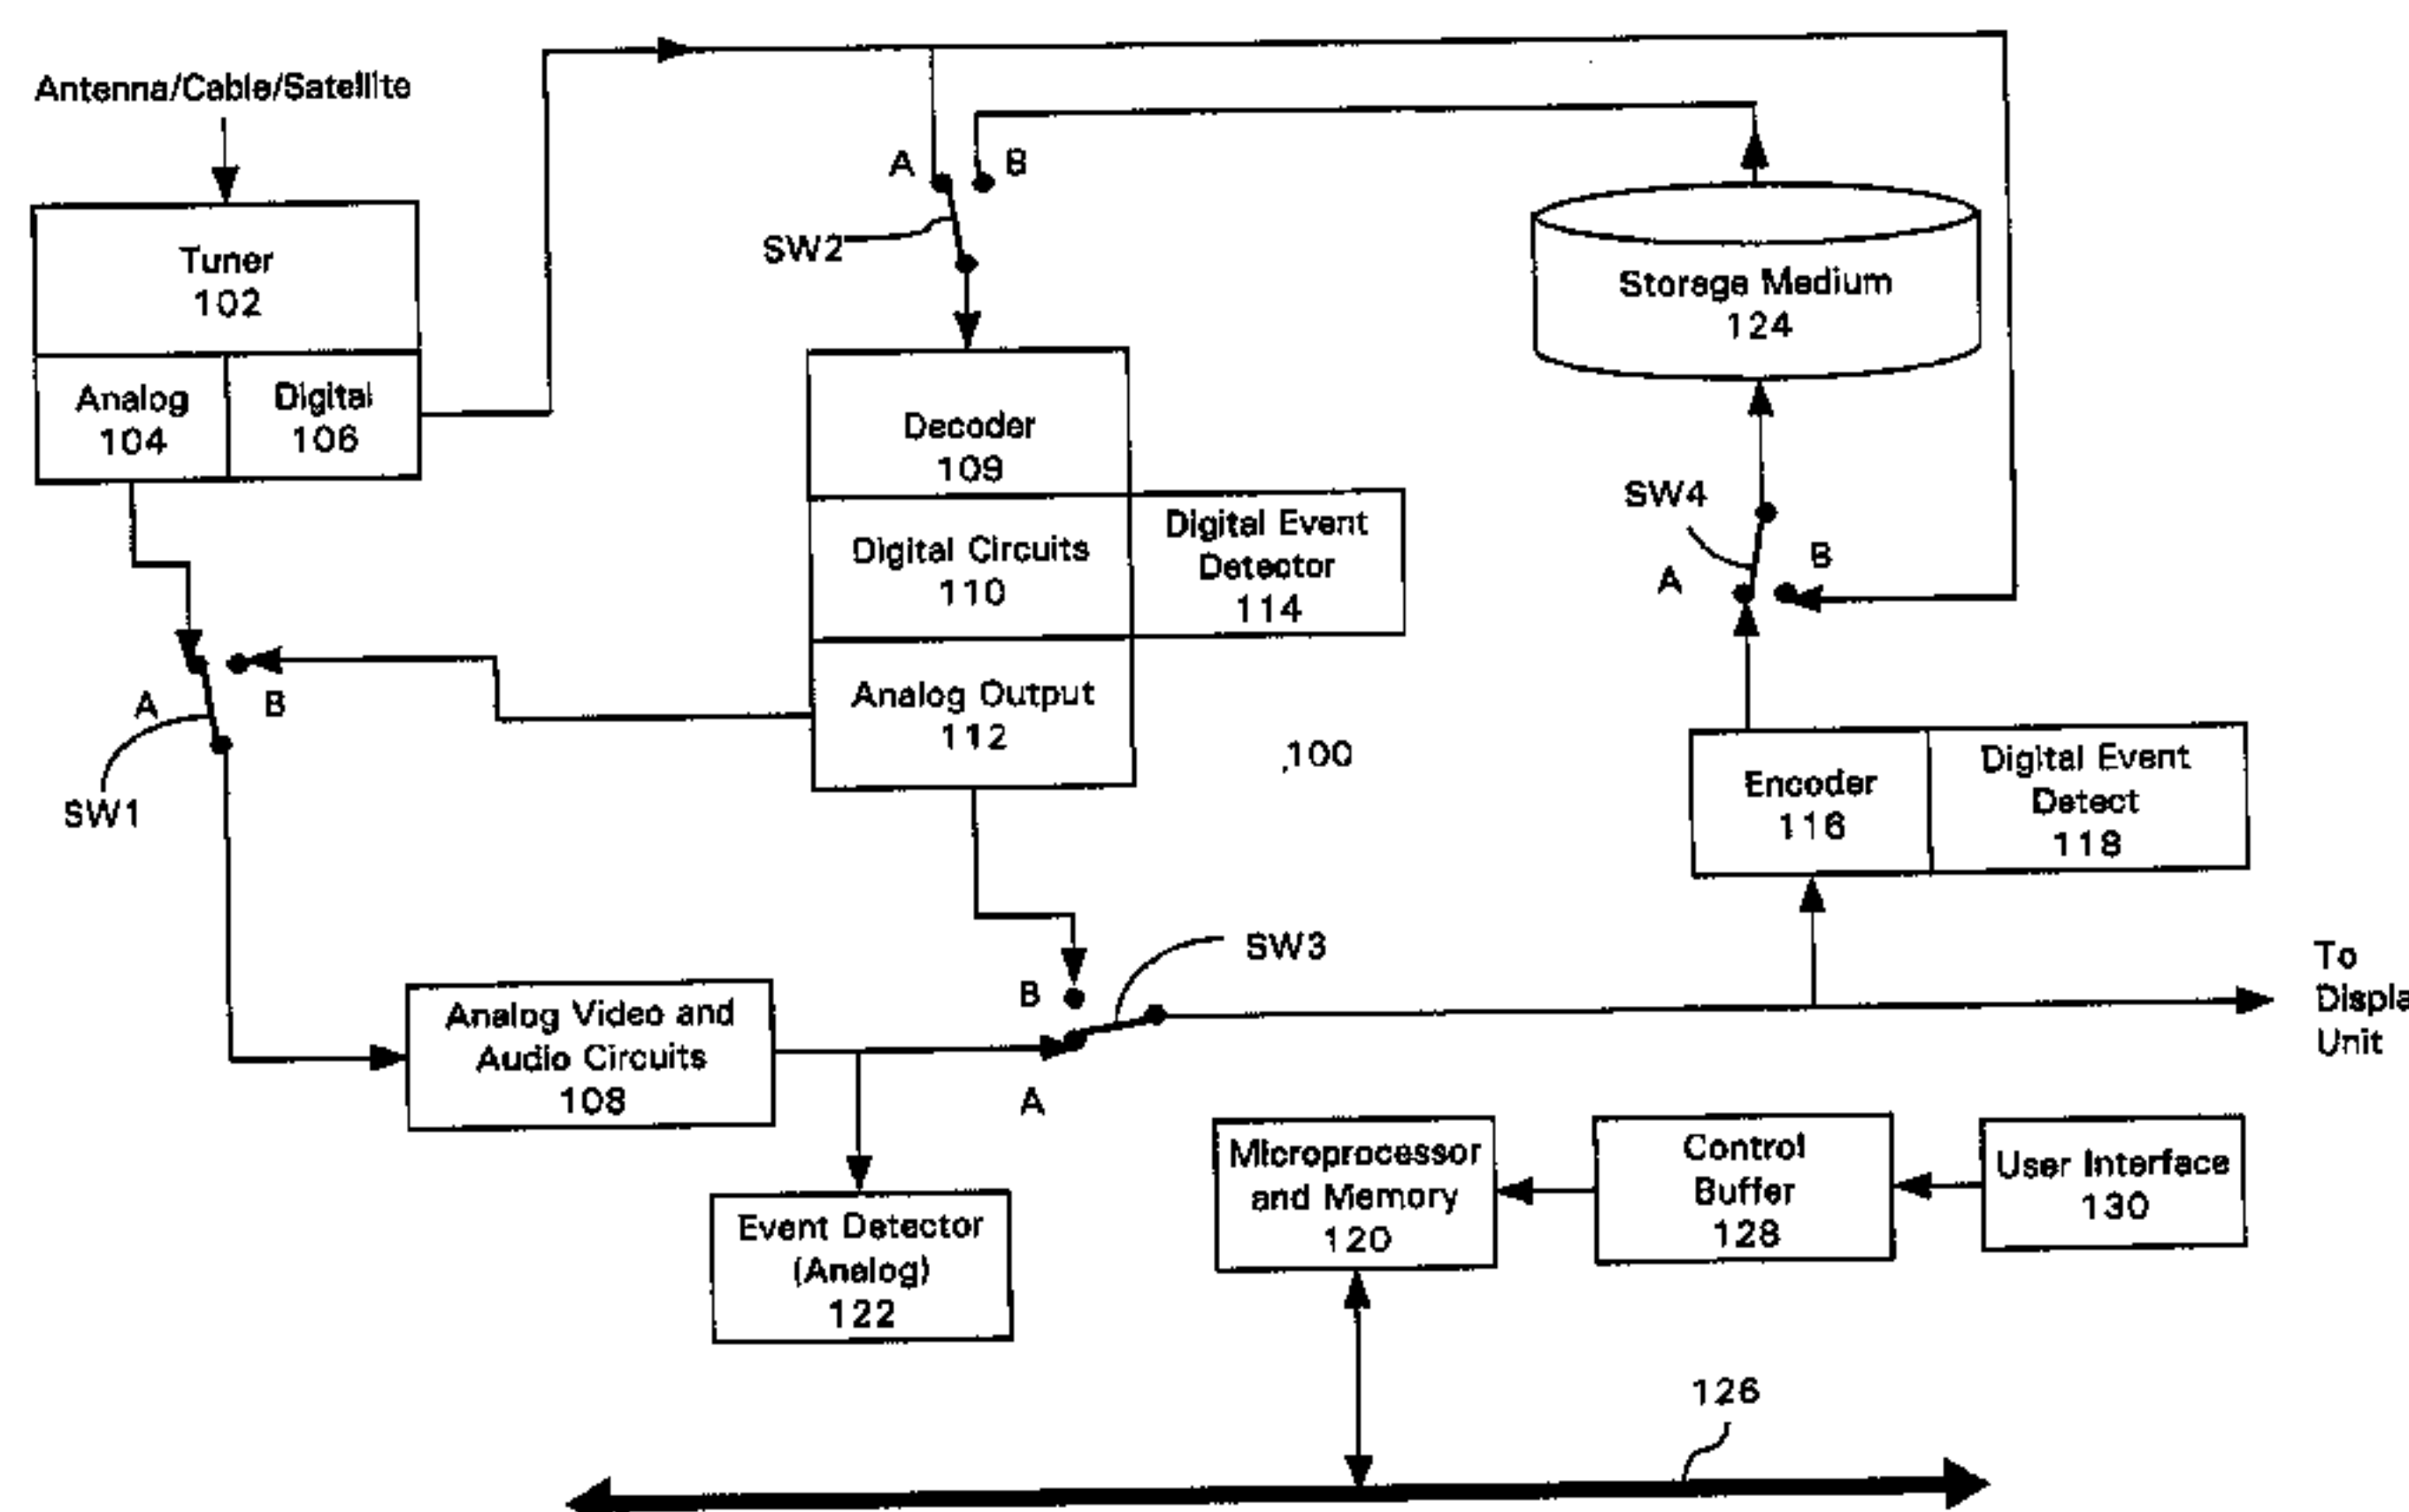 Antenna/Cable/Satellite
Tuner
102
Analog
104
Digital
106
A
B
SW2
Decoder
109
Digital Circuits
110
Digital Event
Detector
114
Analog Output
112
Storage Medium
124
SW4
A
B
A
B
SW1
100
Encoder
116
Digital Event
Detect
118
SW3
B
A
To
Displa
Unit
Analog Video and
Audio Circuits
108
Event Detector
(Analog)
122
Microprocessor
and Memory
120
Control
Buffer
128
User Interface
130
126